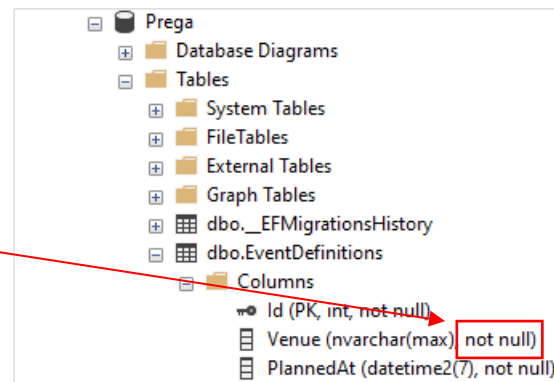 Prega
Database Diagrams
Tables
System Tables
FileTables
External Tables
Graph Tables
dbo.__EFMigrationsHistory
dbo.EventDefinitions
Columns
Id (PK, int, not null)
Venue (nvarchar(max), not null)
PlannedAt (datetime2(7), not null)